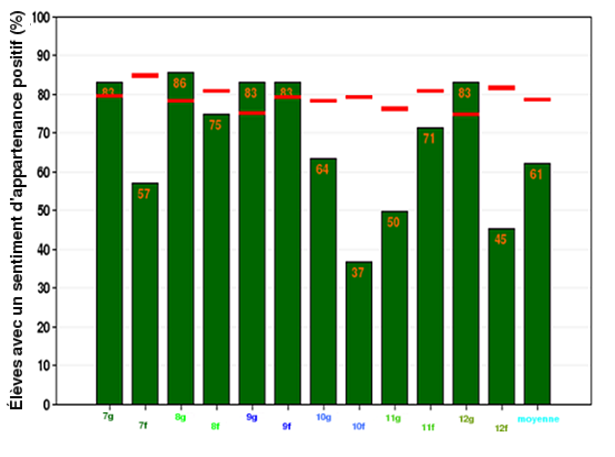 Élèves avec un sentiment d'appartenance positif (%)
100
90
80
70
60
50
40
30
20
10
0
83
57
86
75
83
83
64
37
50
71
83
45
61
7g
7f
8g
8f
9g
9f
10g
10f
11g
11f
12g
12f
moyenne